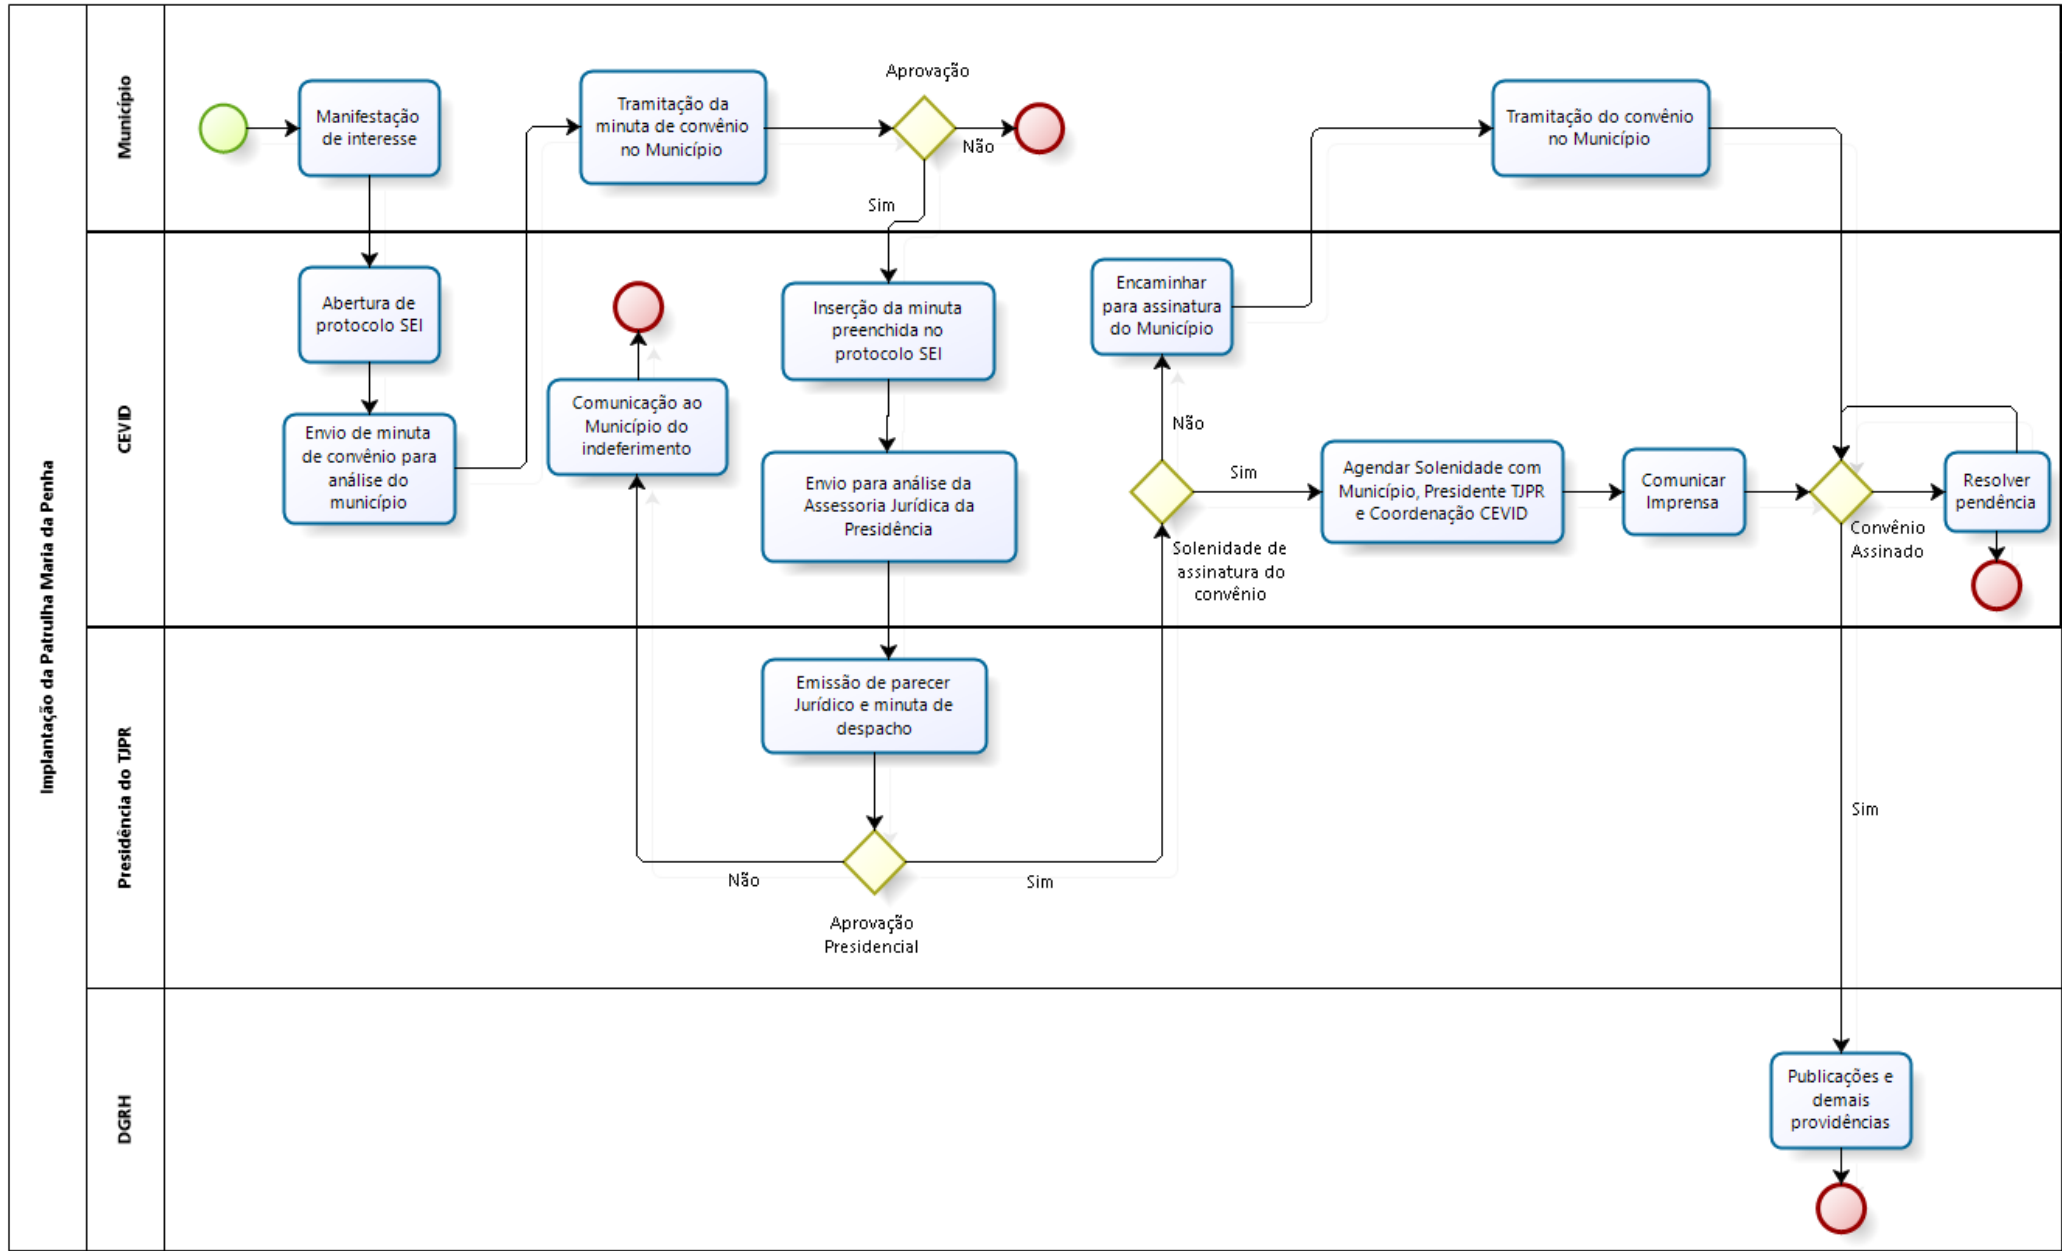 Implantação da Patrulha Maria da Penha
Município
Manifestação
de interesse
Tramitação da
minuta de convênio
no Município
Aprovação
Não
Sim
Tramitação do convênio
no Município
CEVID
Abertura de
protocolo SEI
Envio de minuta
de convênio para
análise do
município
Comunicação ao
Município do
indeferimento
Inserção da minuta
preenchida no
protocolo SEI
Envio para análise da
Assessoria Jurídica da
Presidência
Encaminhar
para assinatura
do Município
Não
Sim
Solenidade de
assinatura do
convênio
Agendar Solenidade com
Município, Presidente TJPR
e Coordenação CEVID
Comunicar
Imprensa
Convênio
Assinado
Resolver
pendência
Presidência do TJPR
Emissão de parecer
Jurídico e minuta de
despacho
Não
Sim
Aprovação
Presidencial
Sim
DGRH
Publicações e
demais
providências